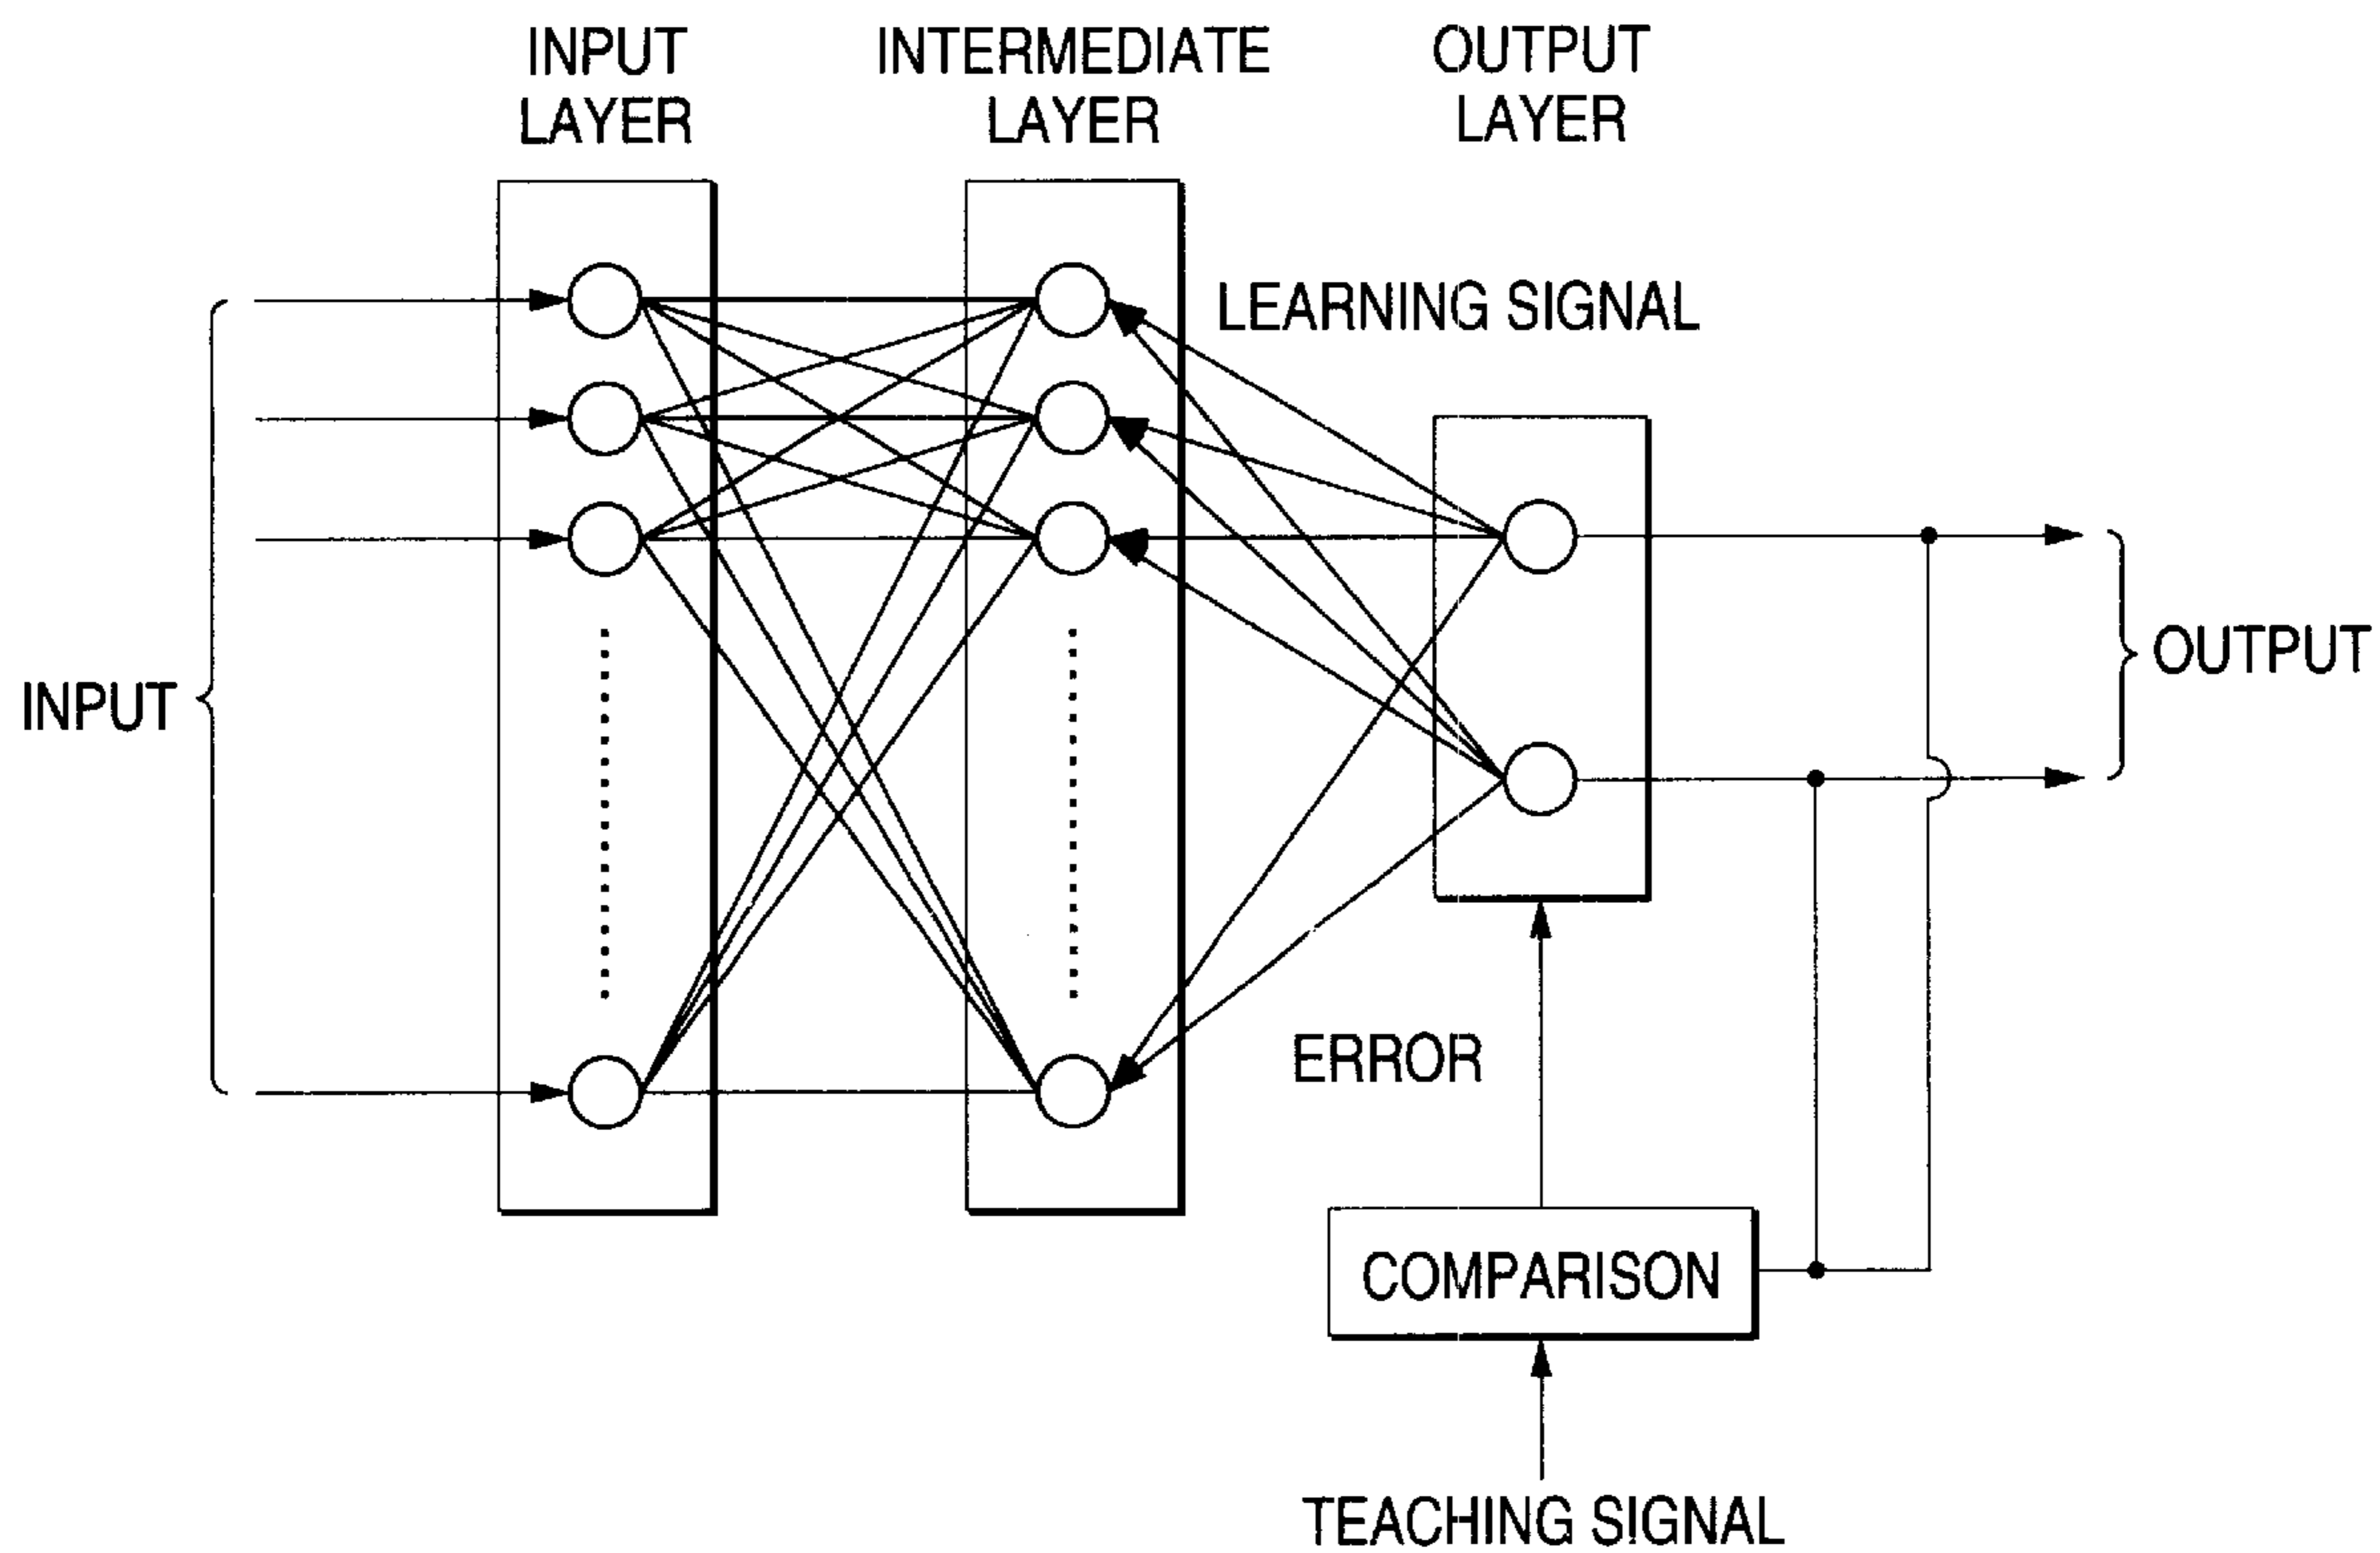 INPUT
LAYER
INTERMEDIATE
LAYER
OUTPUT
LAYER
LEARNING SIGNAL
INPUT
OUTPUT
ERROR
COMPARISON
TEACHING SIGNAL